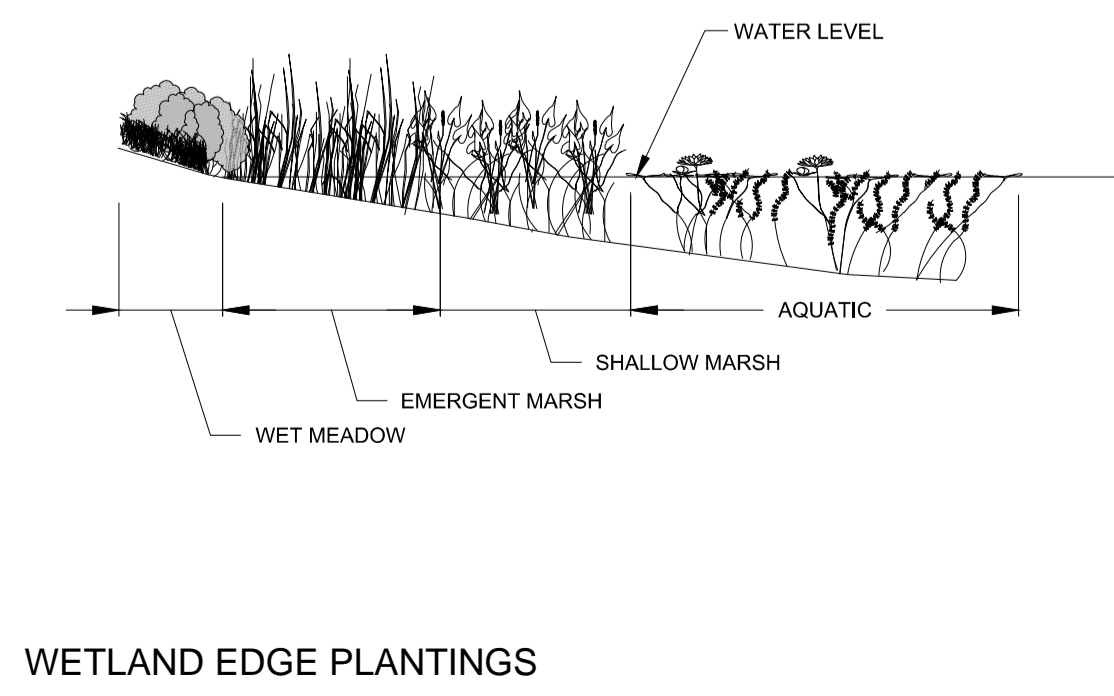 WATER LEVEL
AQUATIC
SHALLOW MARSH
EMERGENT MARSH
WET MEADOW
WETLAND EDGE PLANTINGS